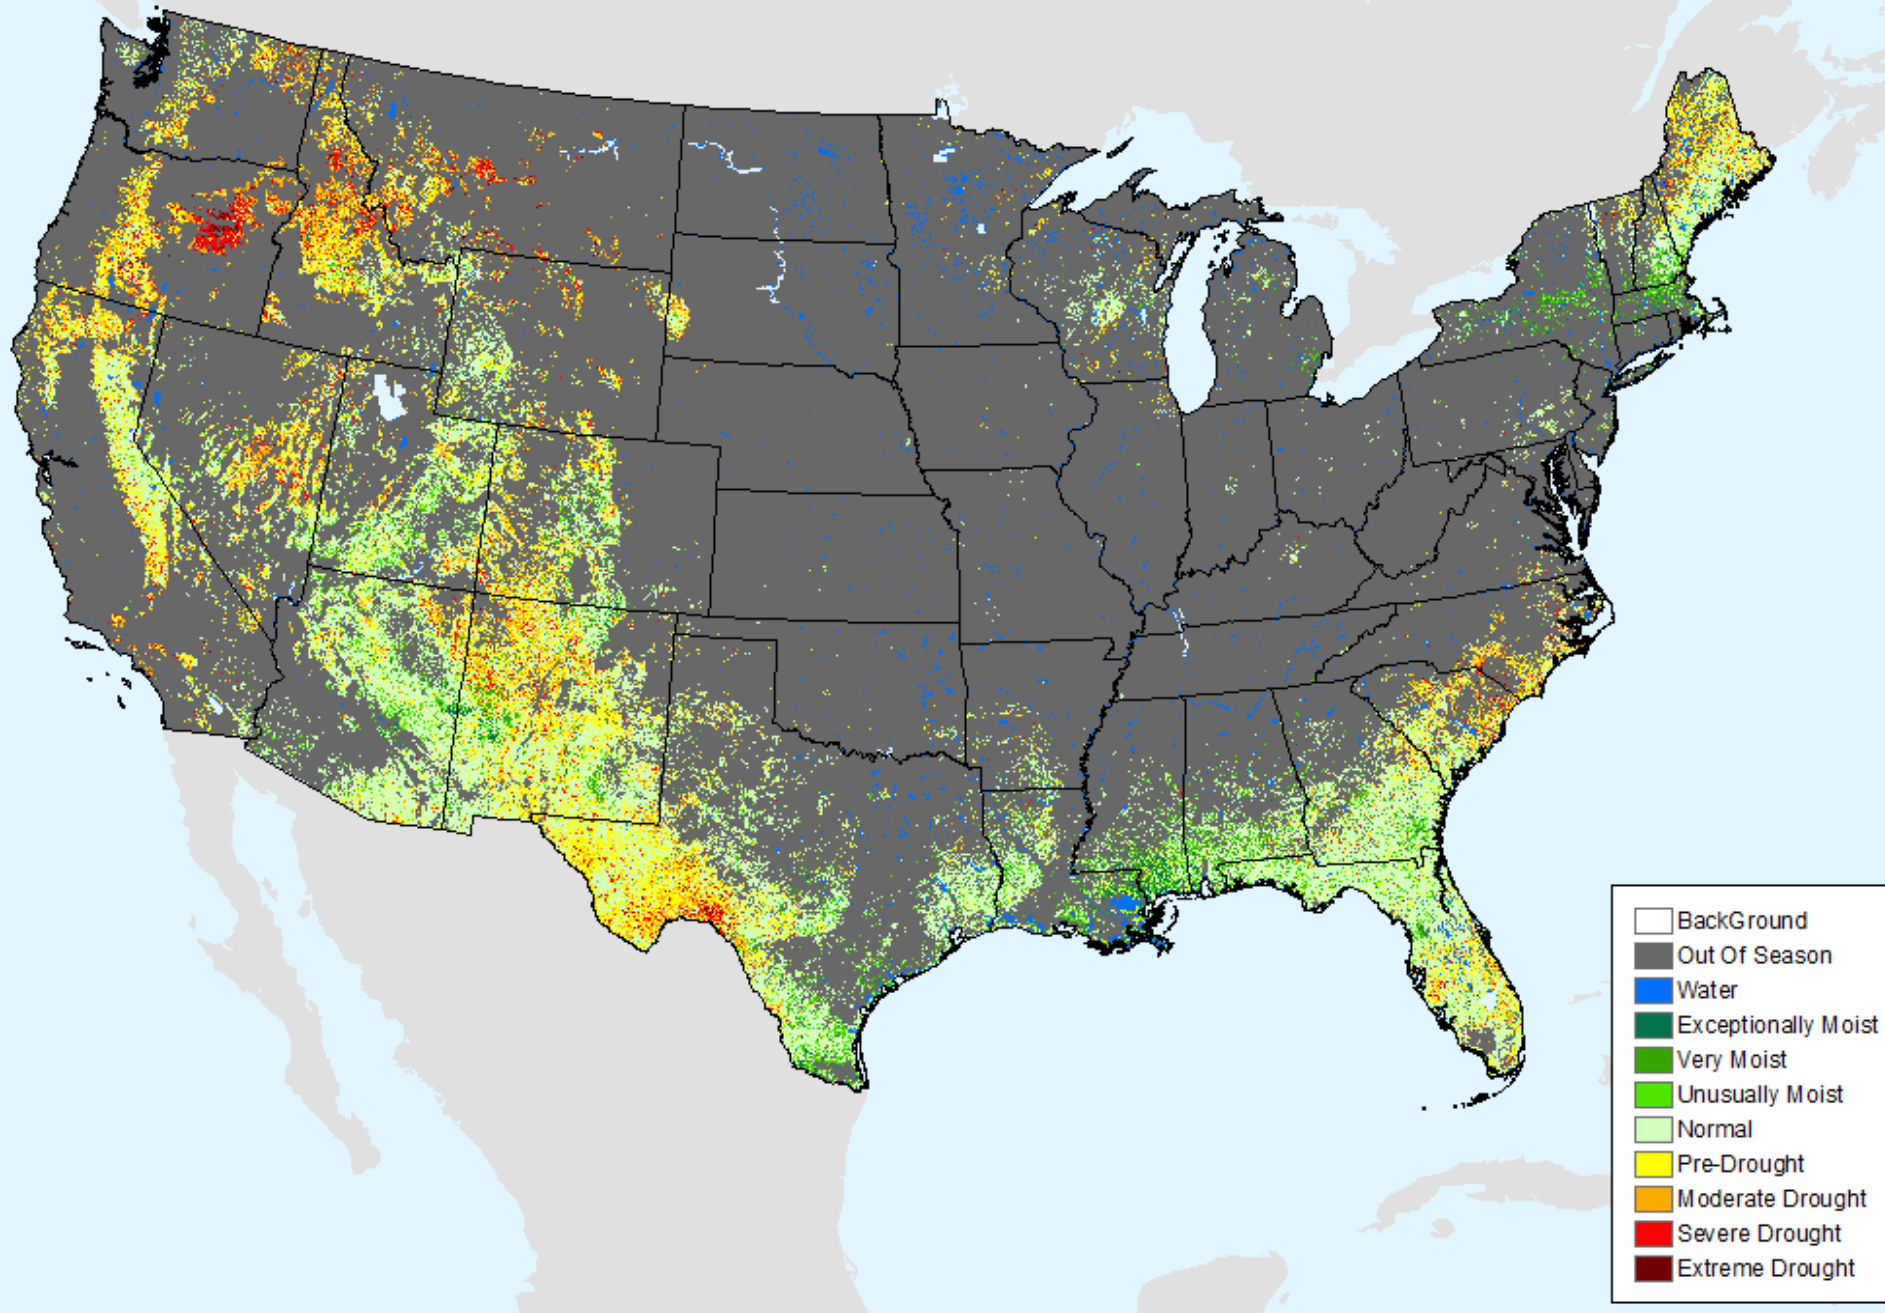 BackGround
Out Of Season
Water
Exceptionally Moist
Very Moist
Unusually Moist
Normal
Pre-Drought
Moderate Drought
Severe Drought
Extreme Drought